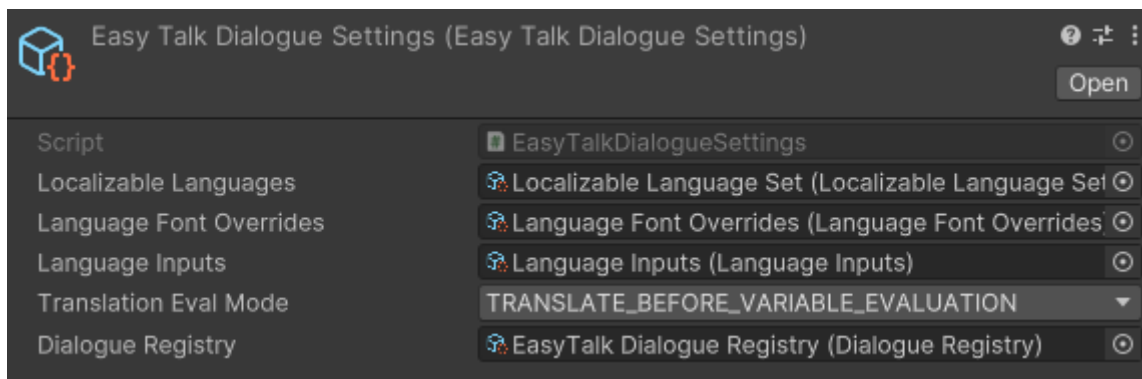 Easy Talk Dialogue Settings (Easy Talk Dialogue Settings)
Open
Script EasyTalkDialogueSettings
Localizable Languages Localizable Language Set (Localizable Language Set
Language Font Overrides Language Font Overrides (Language Font Overrides)
Language Inputs Language Inputs (Language Inputs)
Translation Eval Mode TRANSLATE_BEFORE_VARIABLE_EVALUATION
Dialogue Registry EasyTalk Dialogue Registry (Dialogue Registry)